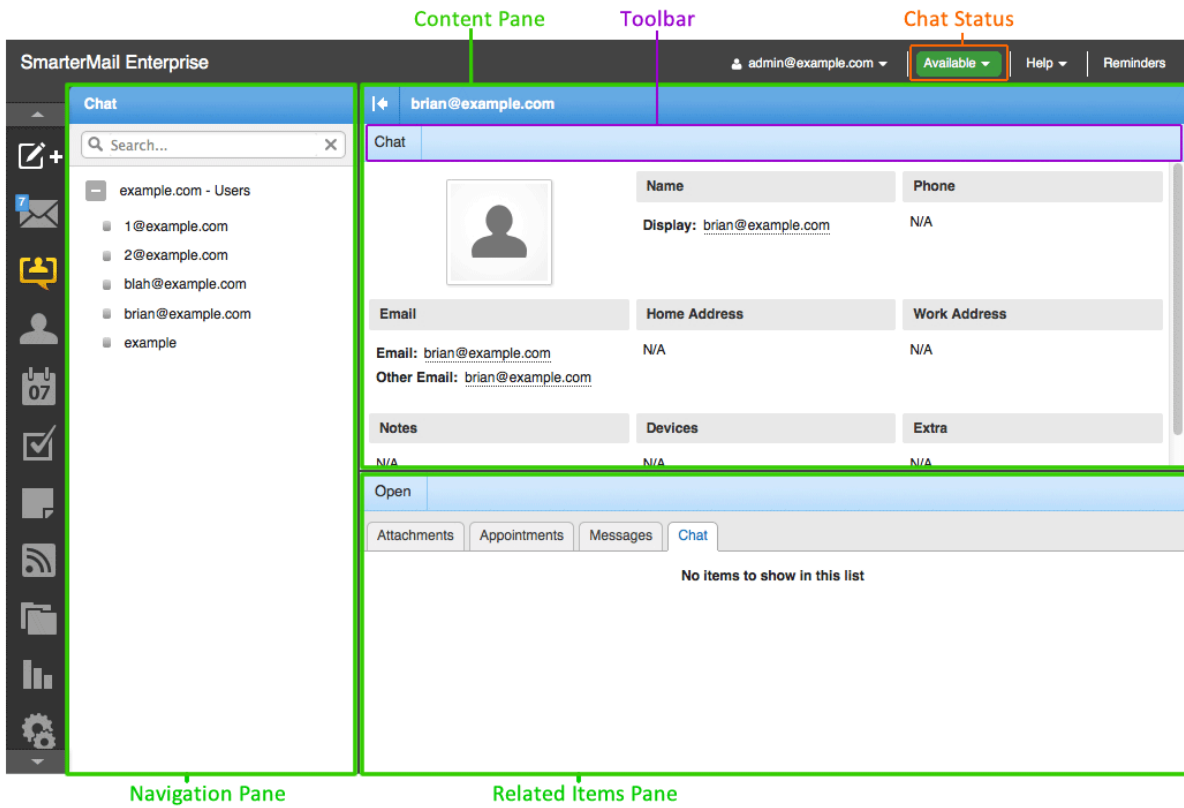 Content Pane Toolbar Chat Status
SmarterMail Enterprise admin@example.com Available Help Reminders
Chat
Search...
7
example.com - Users
1@example.com
2@example.com
blah@example.com
brian@example.com
example
07
brian@example.com
Chat
Name Phone
Display: brian@example.com N/A
Email Home Address Work Address
Email: brian@example.com N/A N/A
Other Email: brian@example.com
Notes Devices Extra
N/A N/A N/A
Open
Attachments Appointments Messages Chat
No items to show in this list
Navigation Pane Related Items Pane